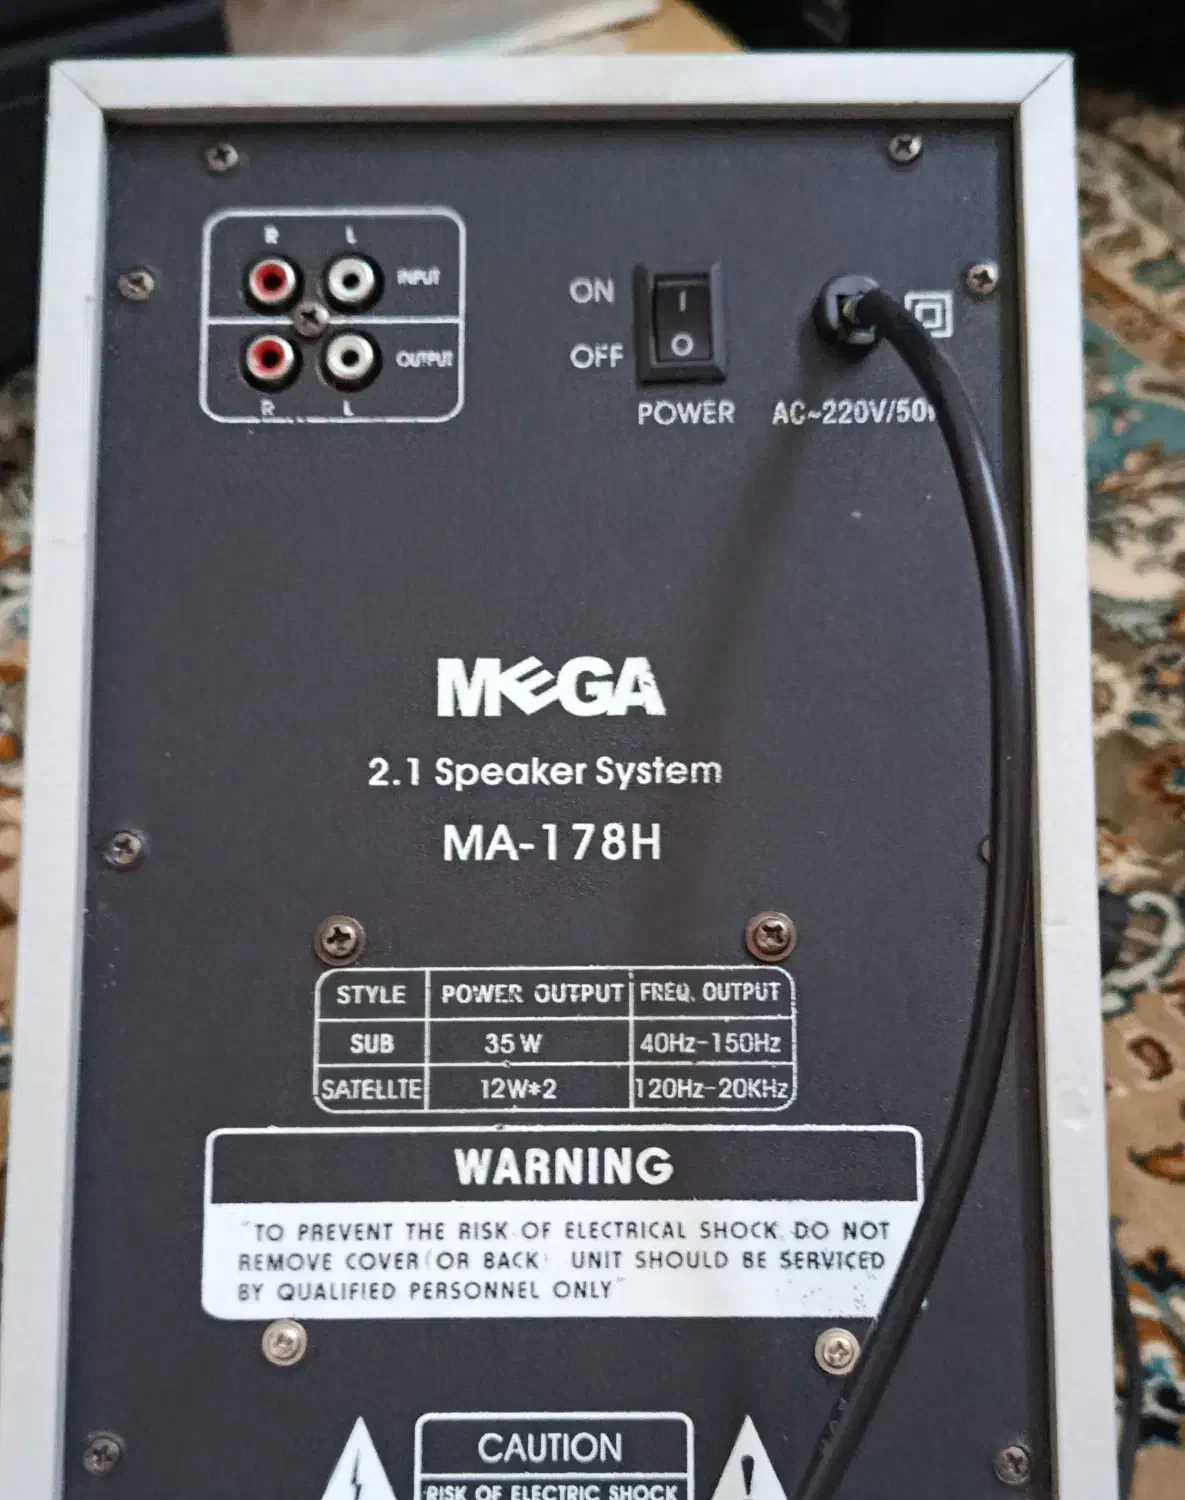 R L
INPUT
OUTPUT
R L
ON
OFF
POWER
AC~220V/50
MEGA
2.1 Speaker System
MA-178H
STYLE POWER OUTPUT FREQ. OUTPUT
SUB 35W 40Hz-150Hz
SATELLTE 12W*2 120Hz-20KHz
WARNING
"TO PREVENT THE RISK OF ELECTRICAL SHOCK, DO NOT
REMOVE COVER (OR BACK) UNIT SHOULD BE SERVICED
BY QUALIFIED PERSONNEL ONLY"
CAUTION
RISK OF ELECTRIC SHOCK